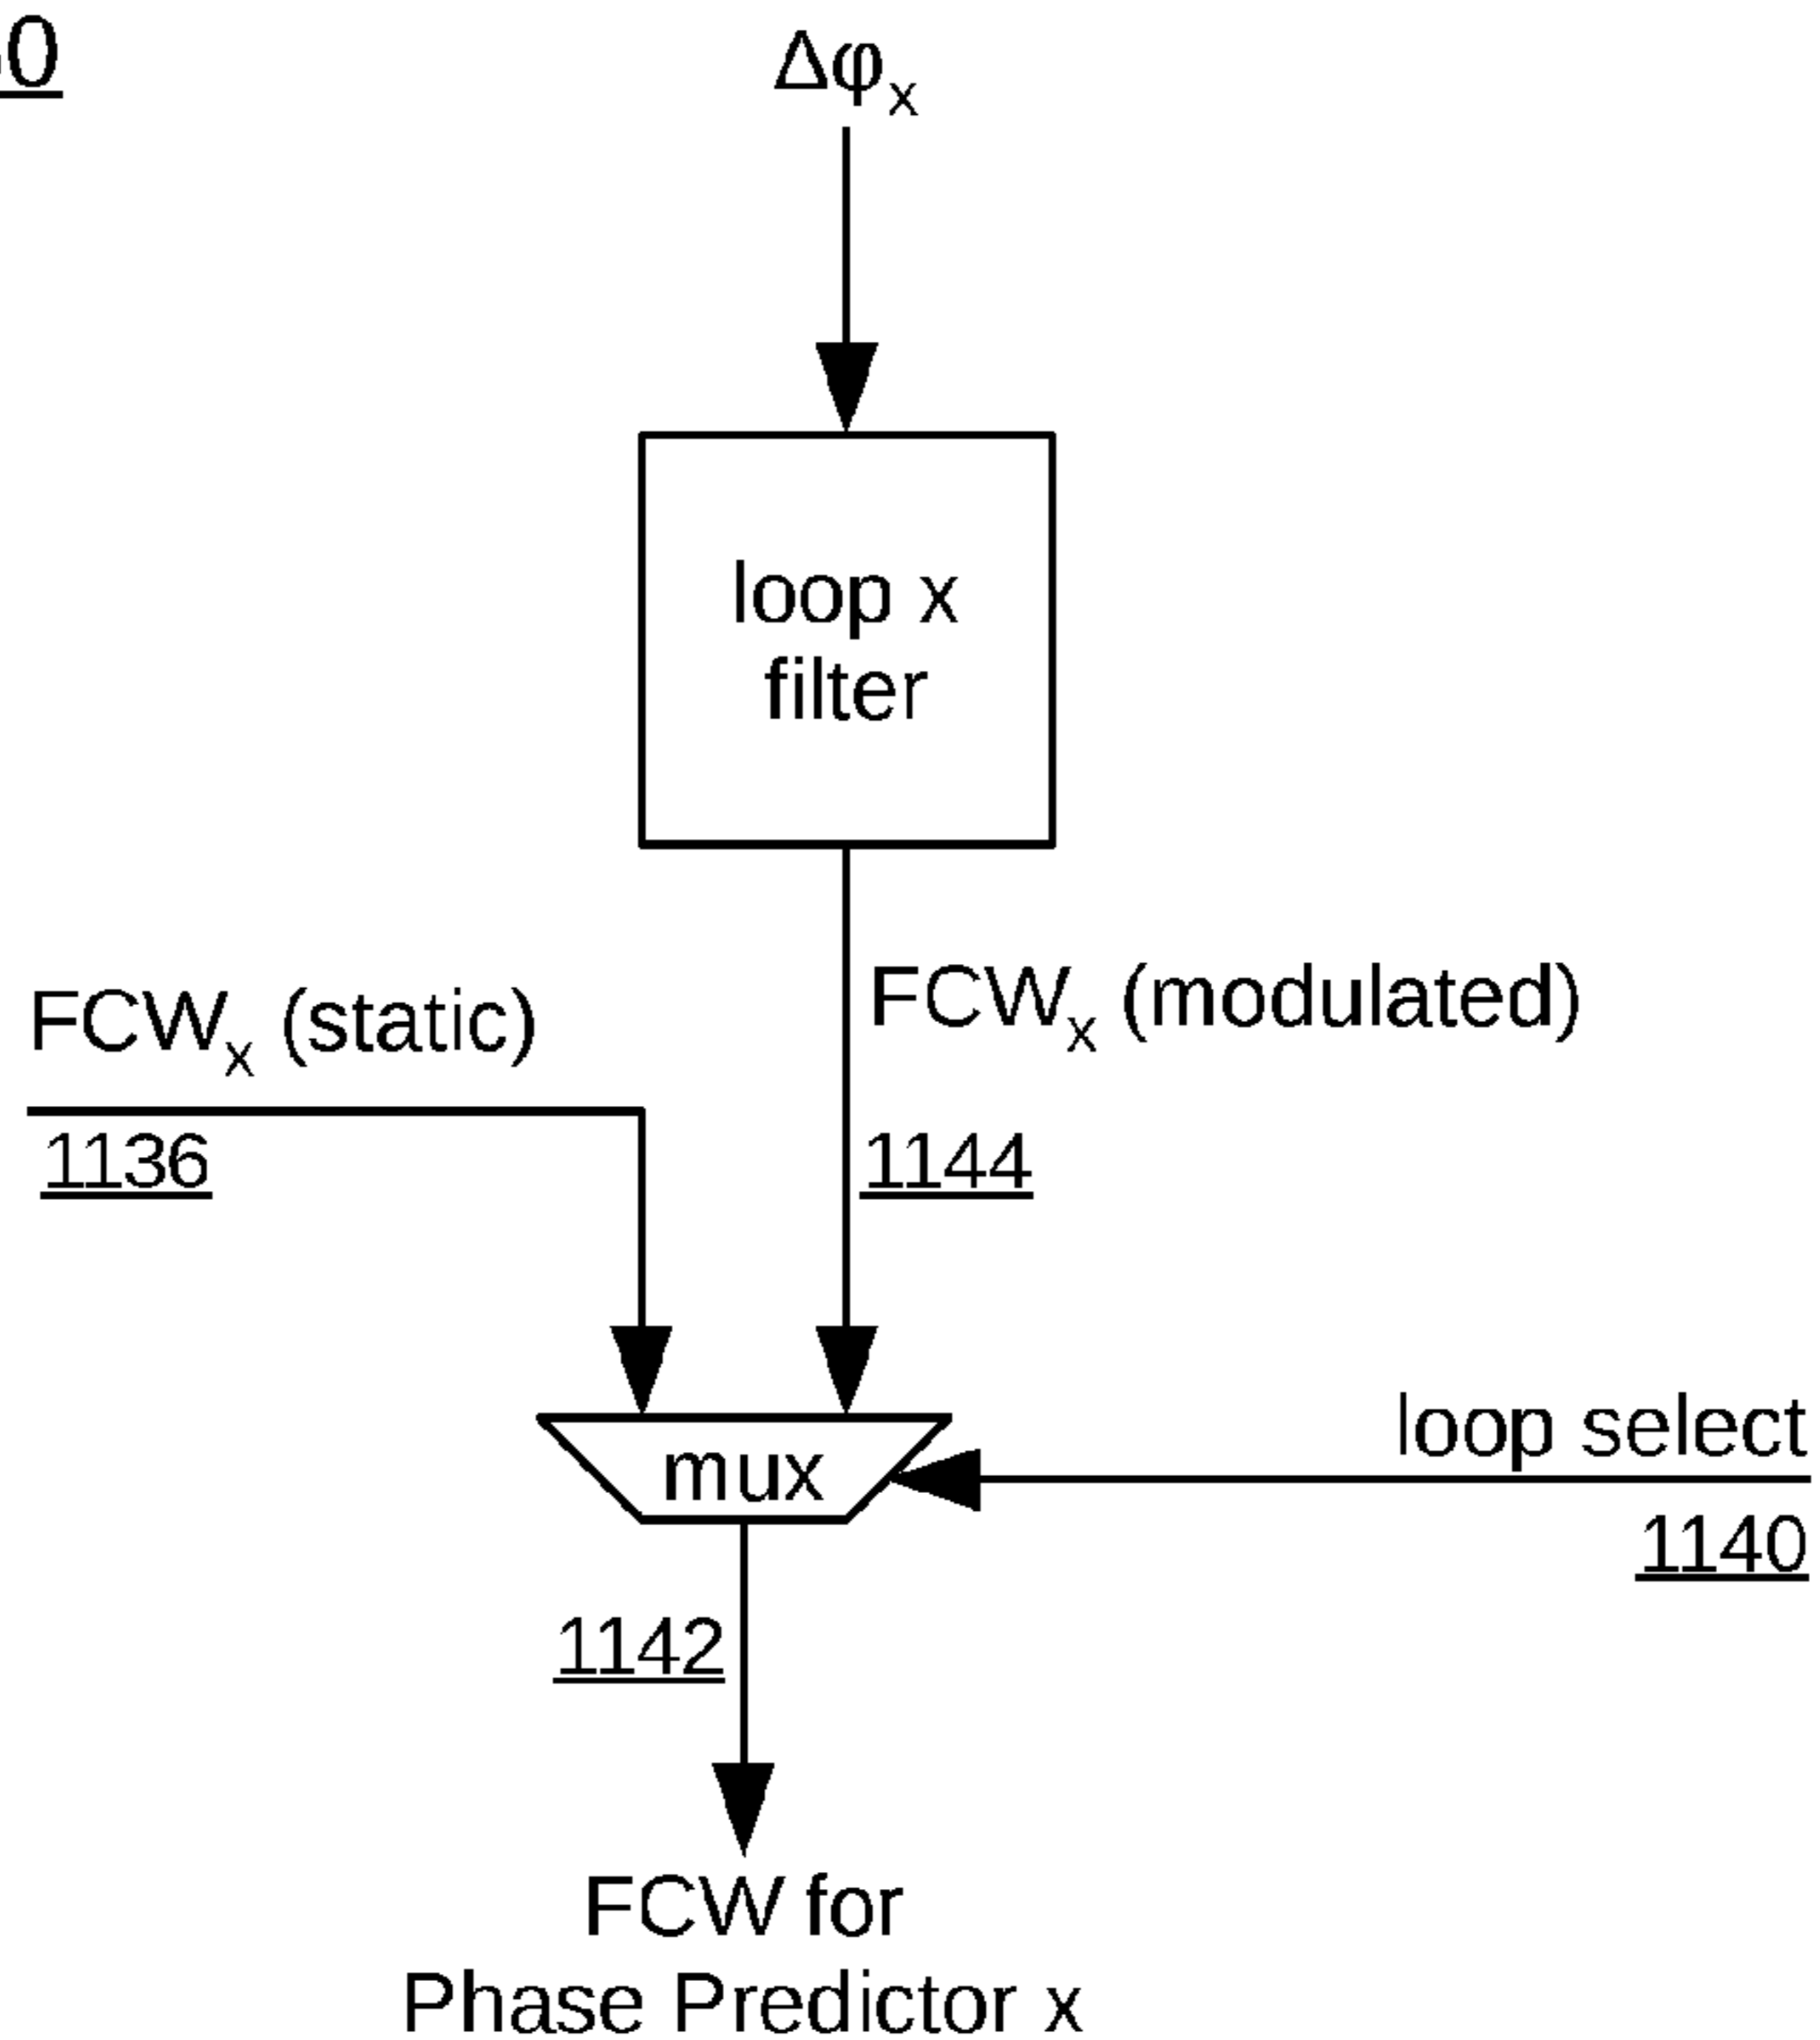 Δφx
loop x
filter
FCWx (static)
FCWx (modulated)
1136
1144
mux
loop select
1140
1142
FCW for
Phase Predictor x